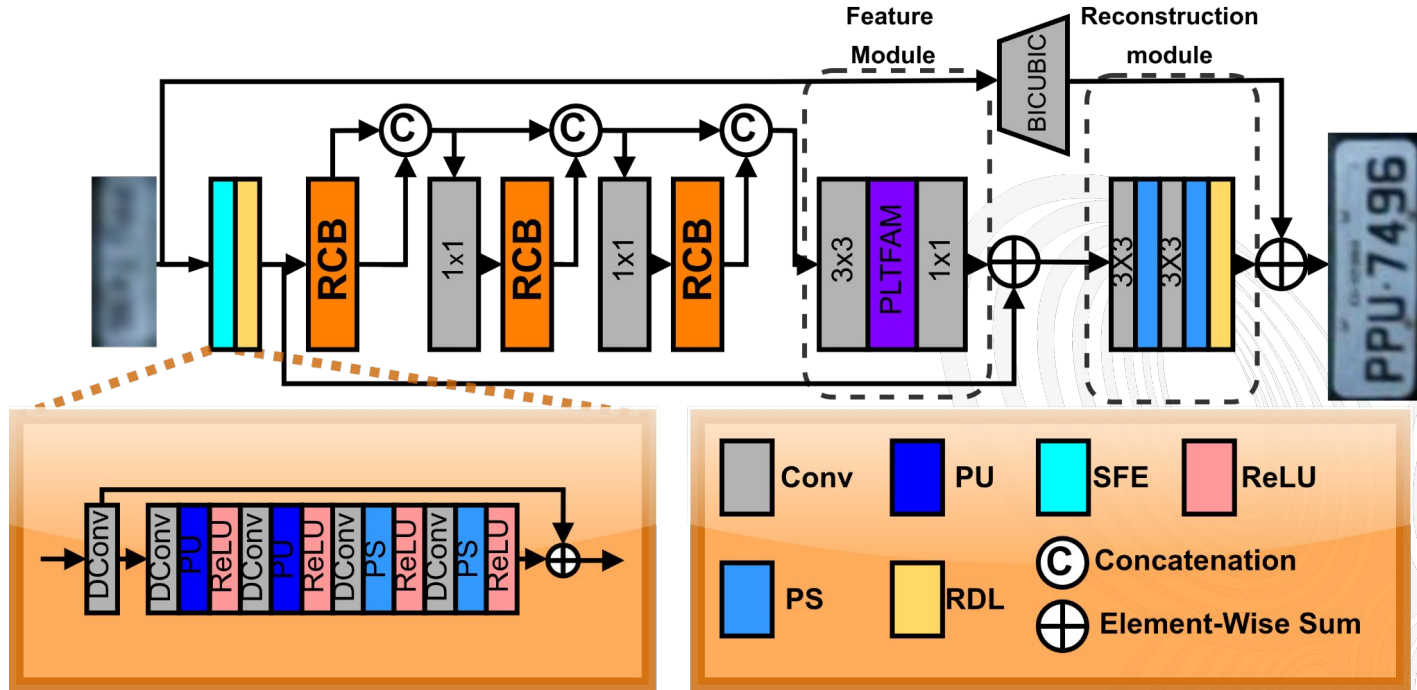 Feature
Module
Reconstruction
module
BICUBIC
C
C
C
RCB
1x1
RCB
1x1
RCB
3x3
PLTFAM
1x1
3X3
3X3
PPU·7496
DConv
DConv
PU
ReLU
DConv
PU
ReLU
DConv
PS
ReLU
DConv
PS
ReLU
Conv
PU
SFE
ReLU
PS
RDL
C
Concatenation
Element-Wise Sum